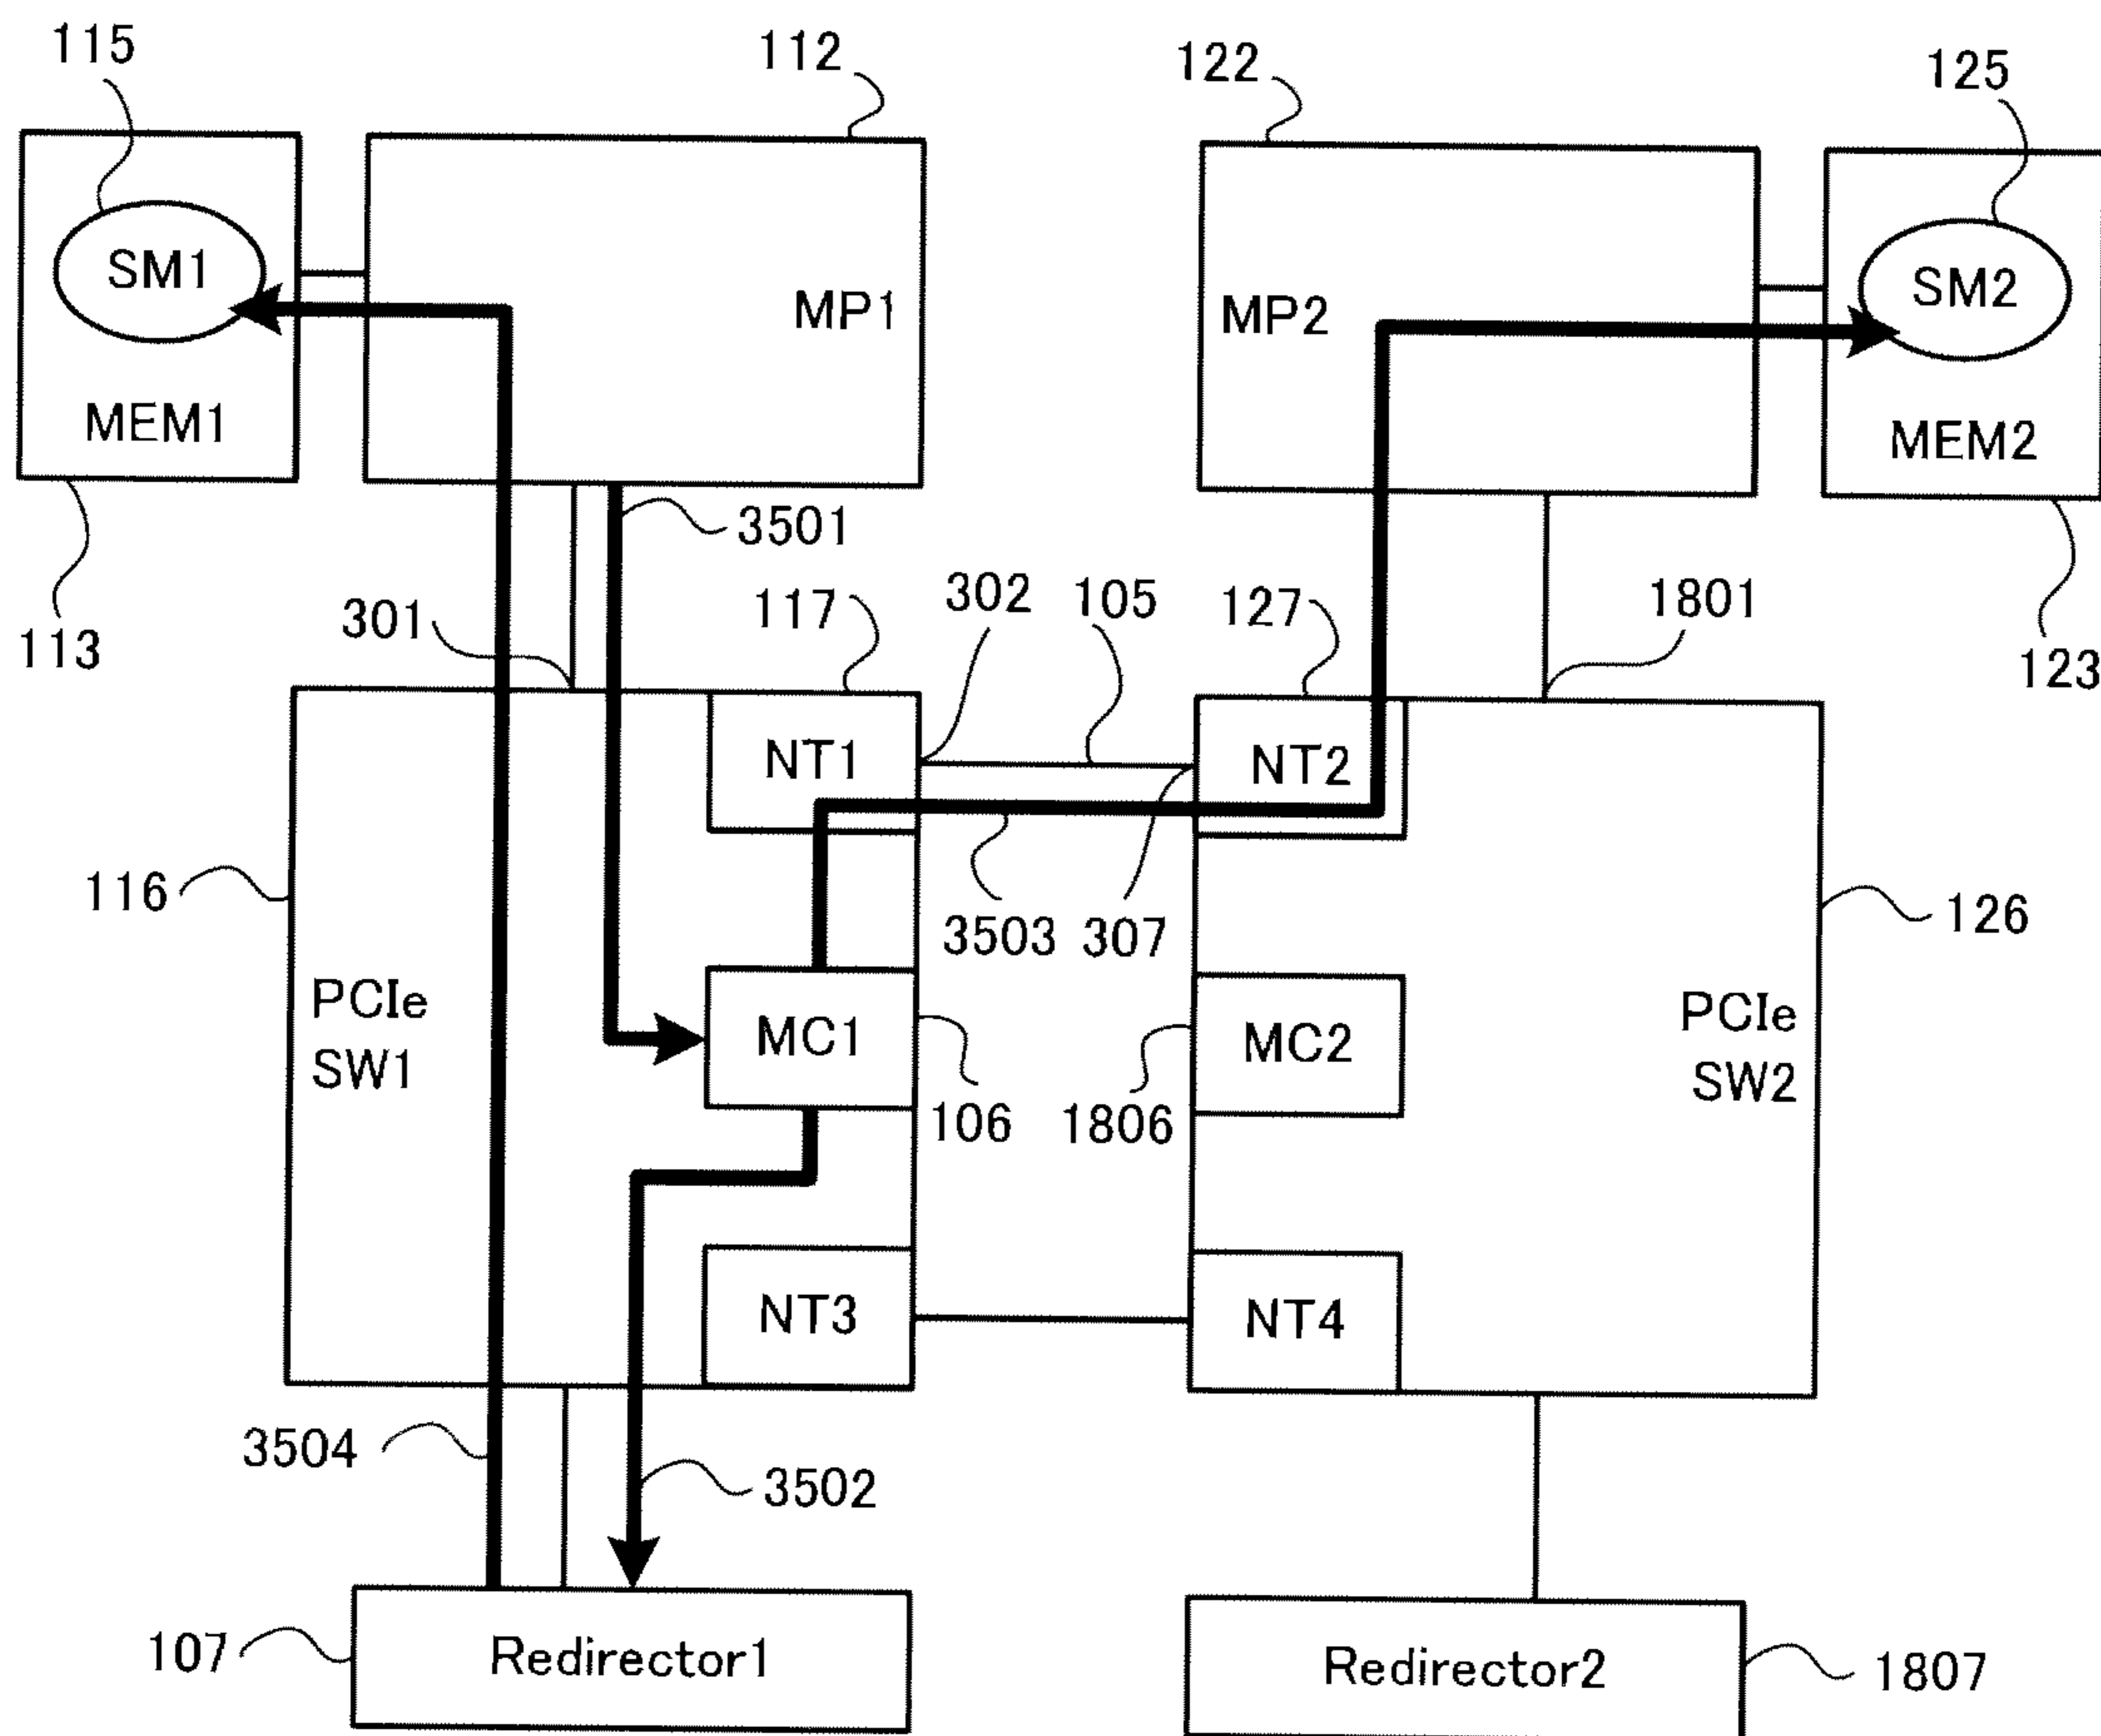 115
112
122
125
SM1
MP1
MP2
SM2
MEM1
MEM2
3501
113
301
117
302
105
127
1801
123
NT1
NT2
116
3503
307
126
PCIe
SW1
MC1
MC2
PCIe
SW2
106
1806
NT3
NT4
3504
3502
107
Redirector1
Redirector2
1807